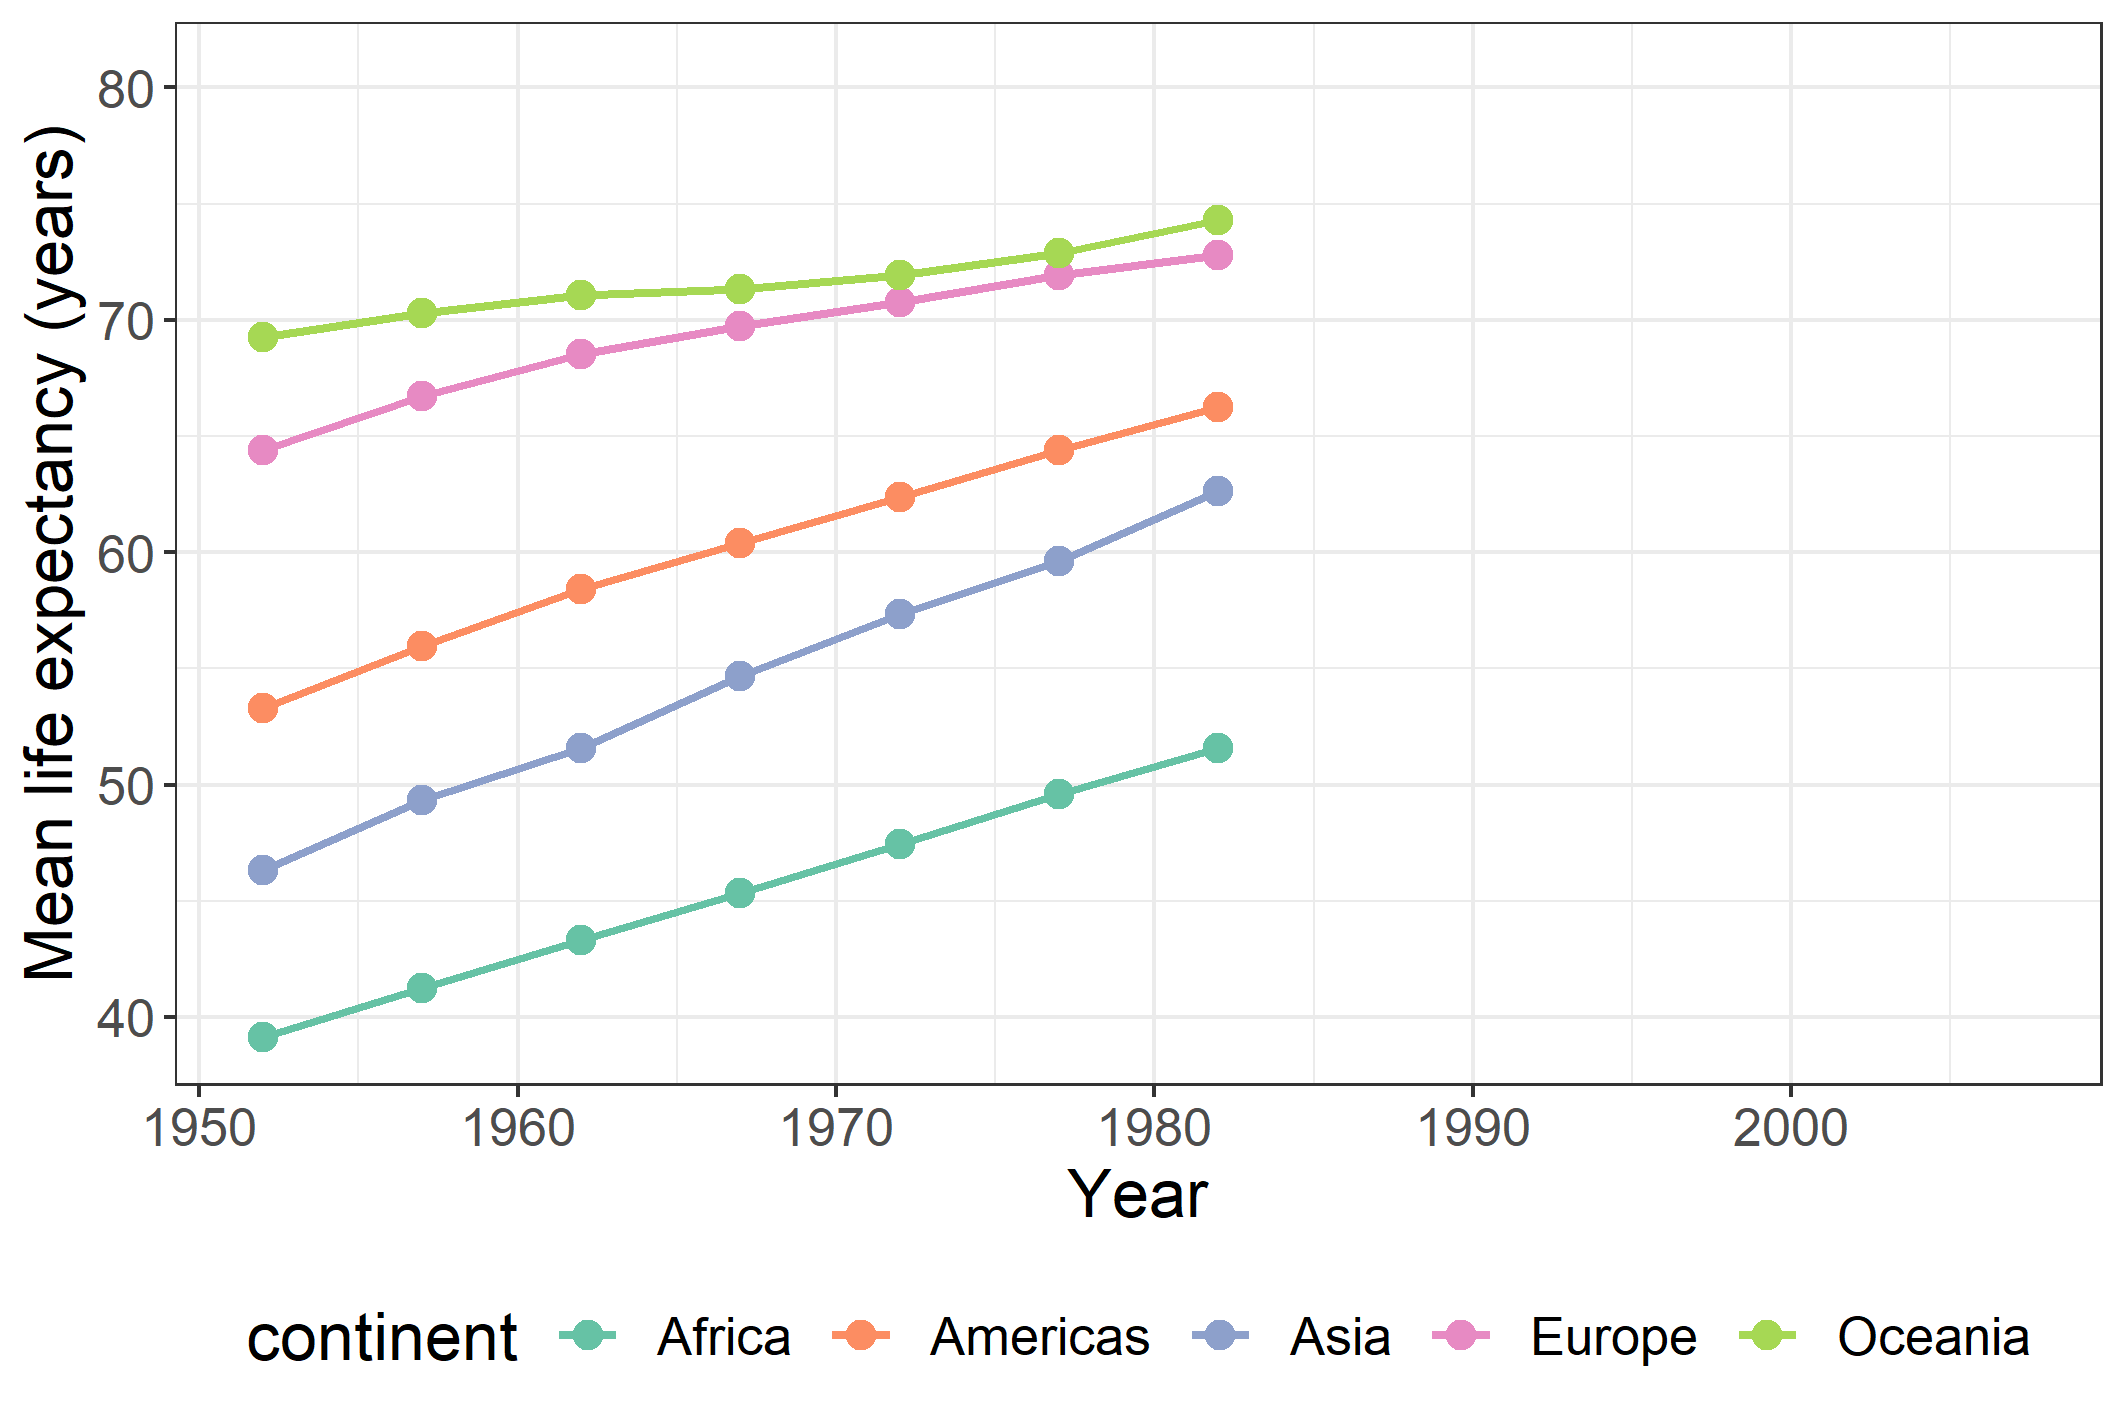 Mean life expectancy (years)
80
70
60
50
40
1950 1960 1970 1980 1990 2000
Year
continent Africa Americas Asia Europe Oceania